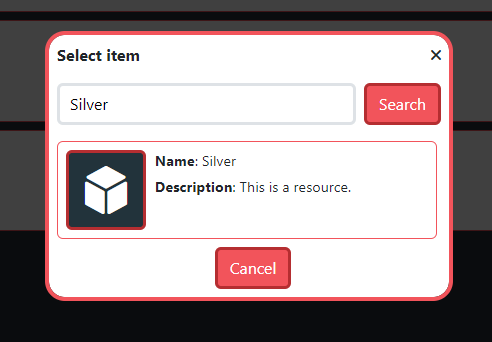 Select item
Silver
Search
Name: Silver
Description: This is a resource.
Cancel